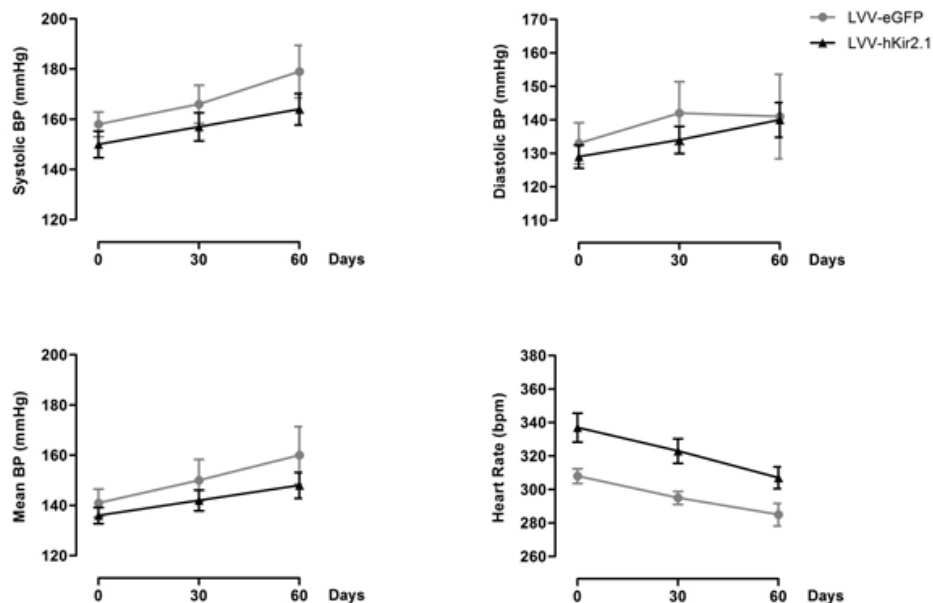 LVV-eGFP
LVV-hKir2.1
Systolic BP (mmHg)
200
180
160
140
120
0 30 60 Days
Diastolic BP (mmHg)
170
160
150
140
130
120
110
0 30 60 Days
Mean BP (mmHg)
200
180
160
140
120
0 30 60 Days
Heart Rate (bpm)
380
360
340
320
300
280
260
0 30 60 Days